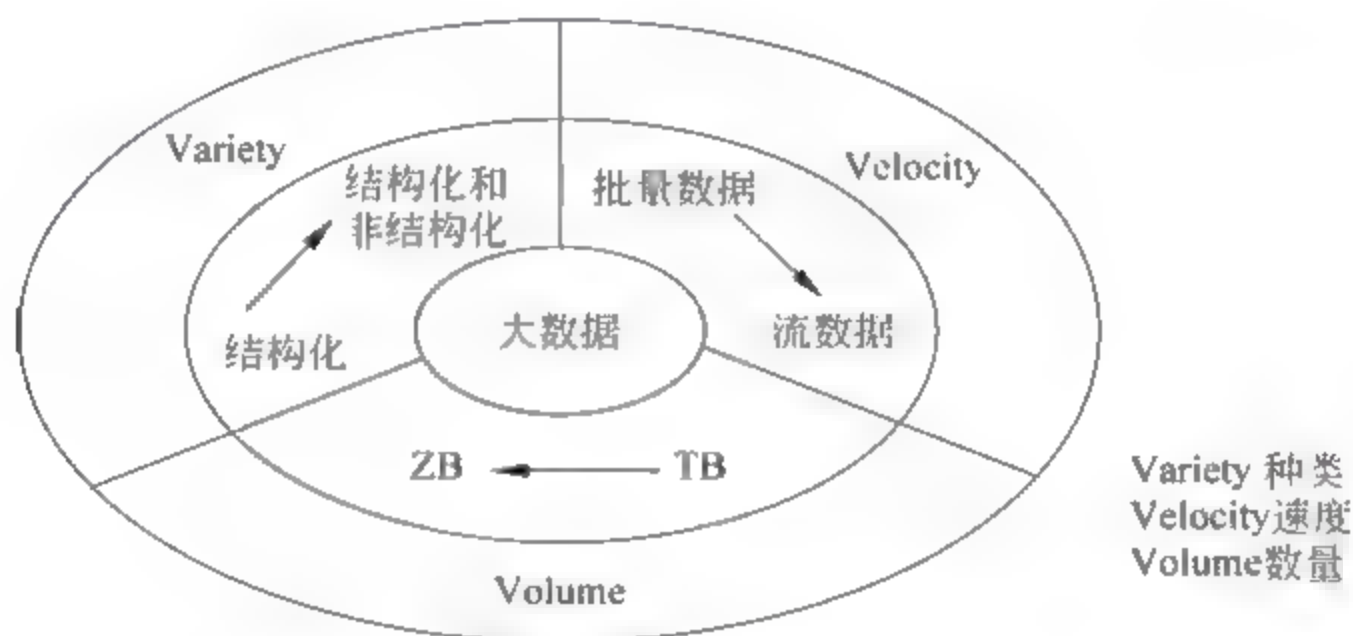 Variety
Velocity
结构化和
非结构化
批量数据
结构化
大数据
流数据
ZB
TB
Volume
Variety 种类
Velocity速度
Volume数量